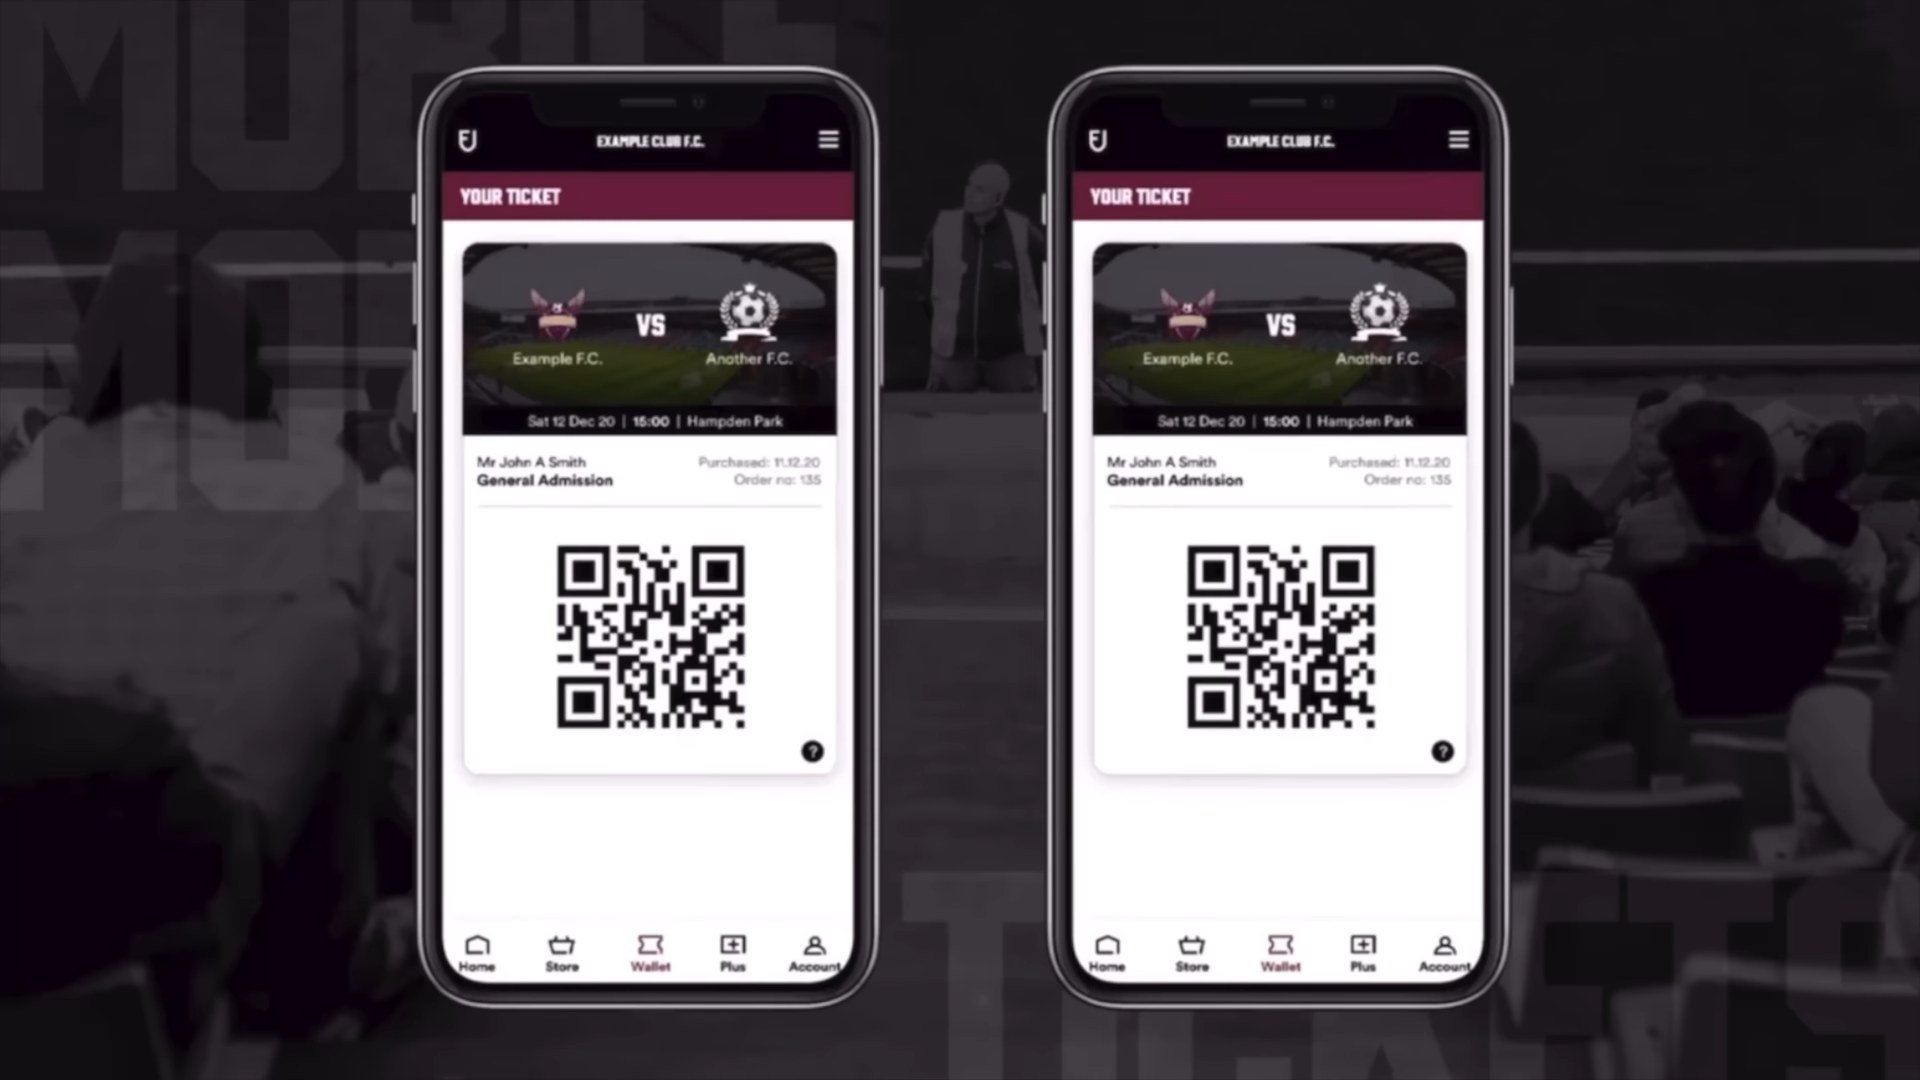 MOBILE
MO
EXAMPLE CLUB F.C.
YOUR TICKET
VS
Example F.C.
Another F.C.
Sat 12 Dec 20 | 15:00 | Hampden Park
Mr John A Smith
Purchased: 11.12.20
General Admission
Order no: 135
?
Home
Store
Wallet
Plus
Account
EXAMPLE CLUB F.C.
YOUR TICKET
VS
Example F.C.
Another F.C.
Sat 12 Dec 20 | 15:00 | Hampden Park
Mr John A Smith
Purchased: 11.12.20
General Admission
Order no: 135
?
Home
Store
Wallet
Plus
Account
TICKETS